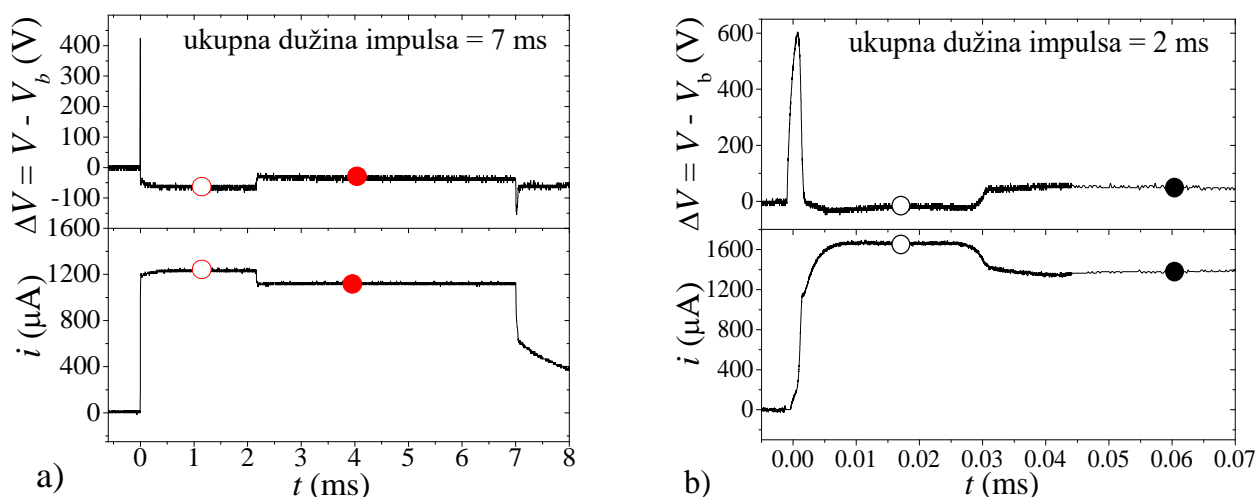 ukupna dužina impulsa = 7 ms
ΔV = V - V_b (V)
400
300
200
100
0
-100
1600
1200
800
400
0
i (μA)
0 1 2 3 4 5 6 7 8
t (ms)
a)
ukupna dužina impulsa = 2 ms
ΔV = V - V_b (V)
600
400
200
0
1600
1200
800
400
0
i (μA)
0.00 0.01 0.02 0.03 0.04 0.05 0.06 0.07
t (ms)
b)